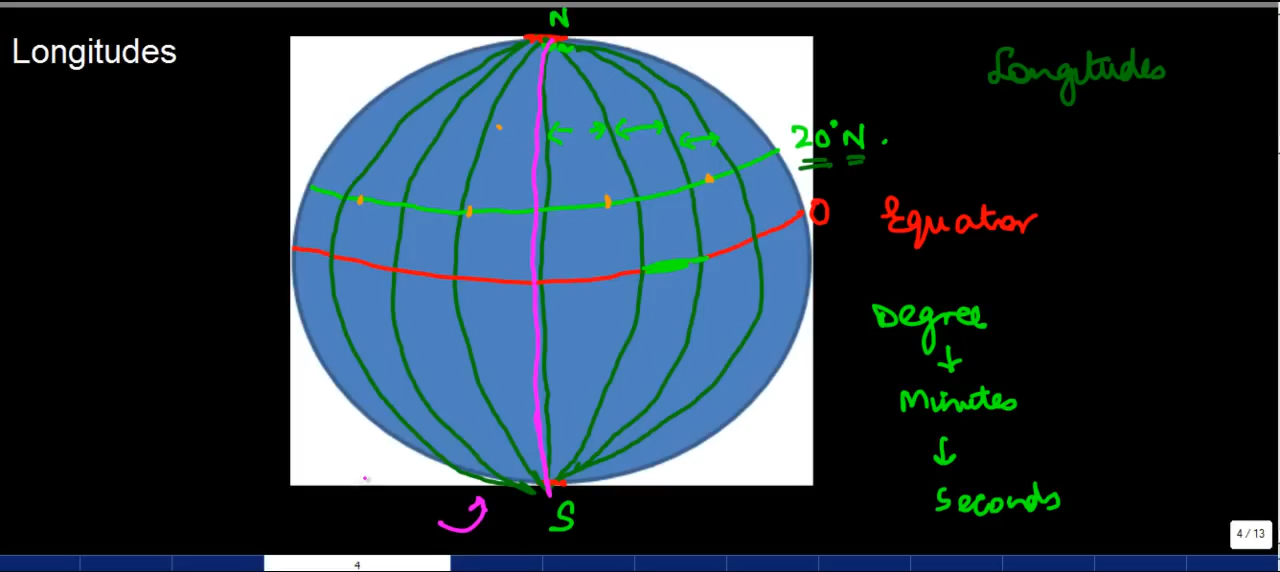 Longitudes
N
Longitudes
20° N.
0 Equator
Degree
Minutes
Seconds
S
4 / 13
4